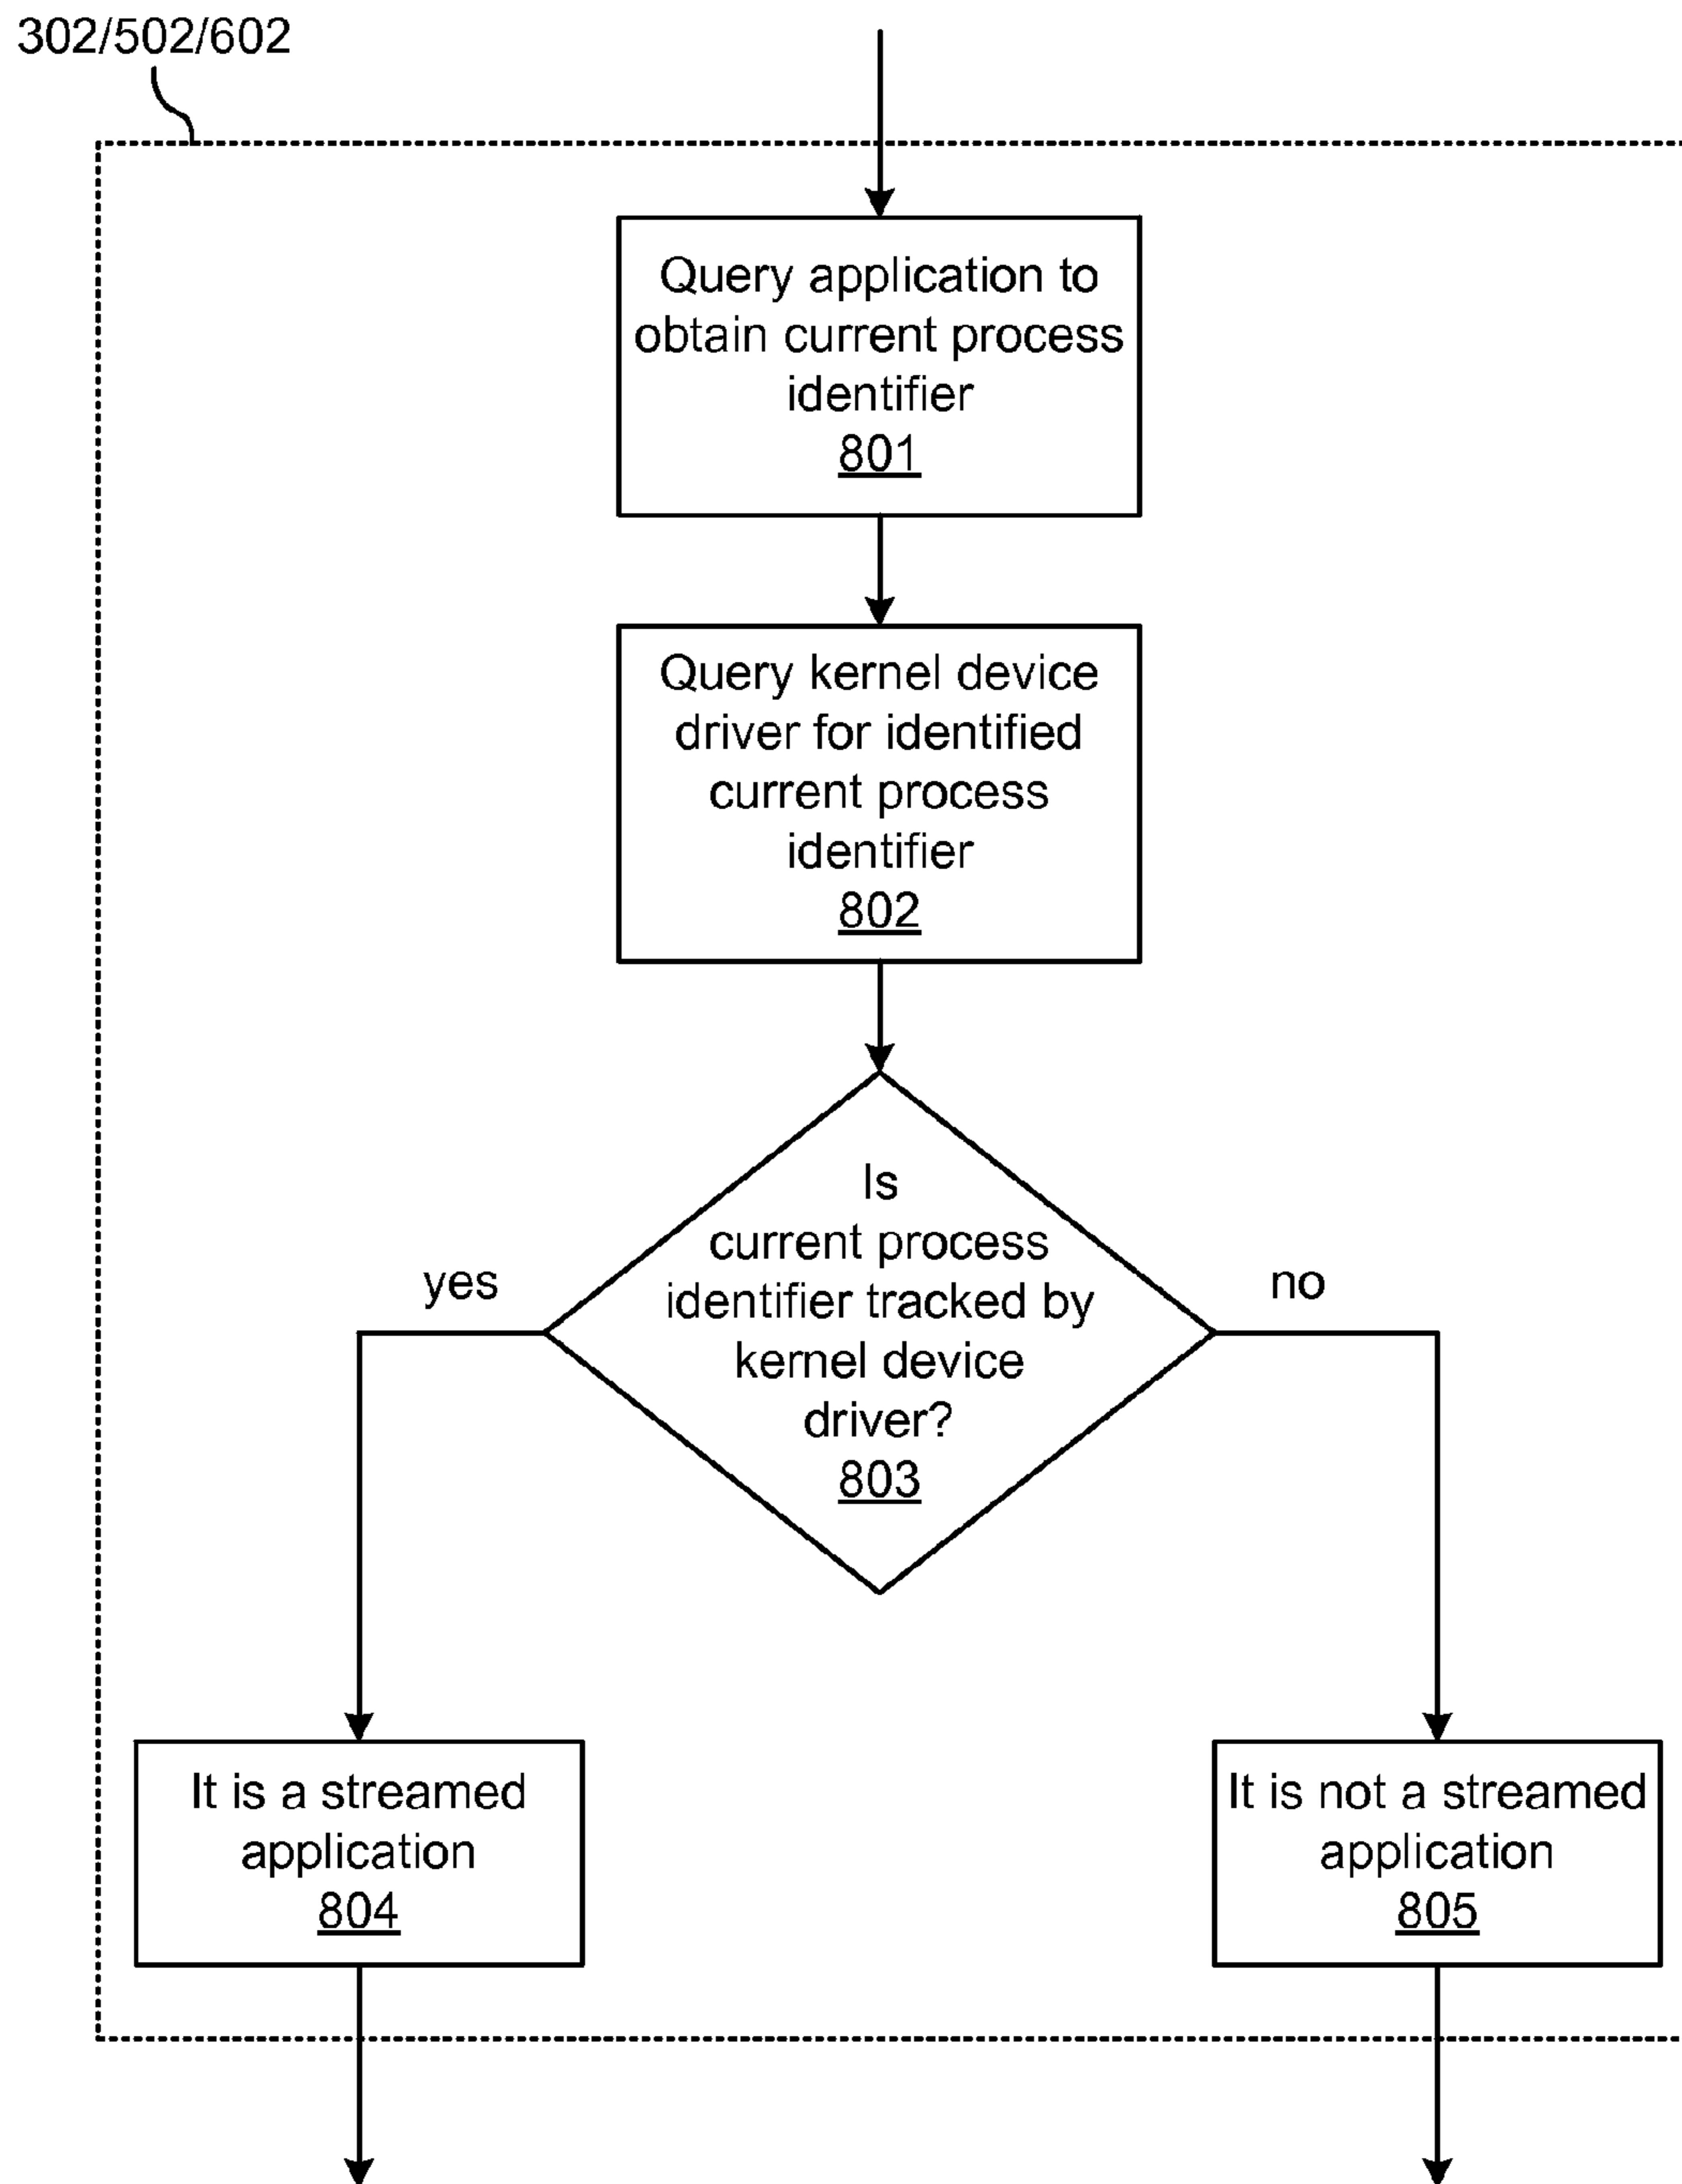 302/502/602
Query application to
obtain current process
identifier
801
Query kernel device
driver for identified
current process
identifier
802
Is
current process
identifier tracked by
kernel device
driver?
803
yes
no
It is a streamed
application
804
It is not a streamed
application
805